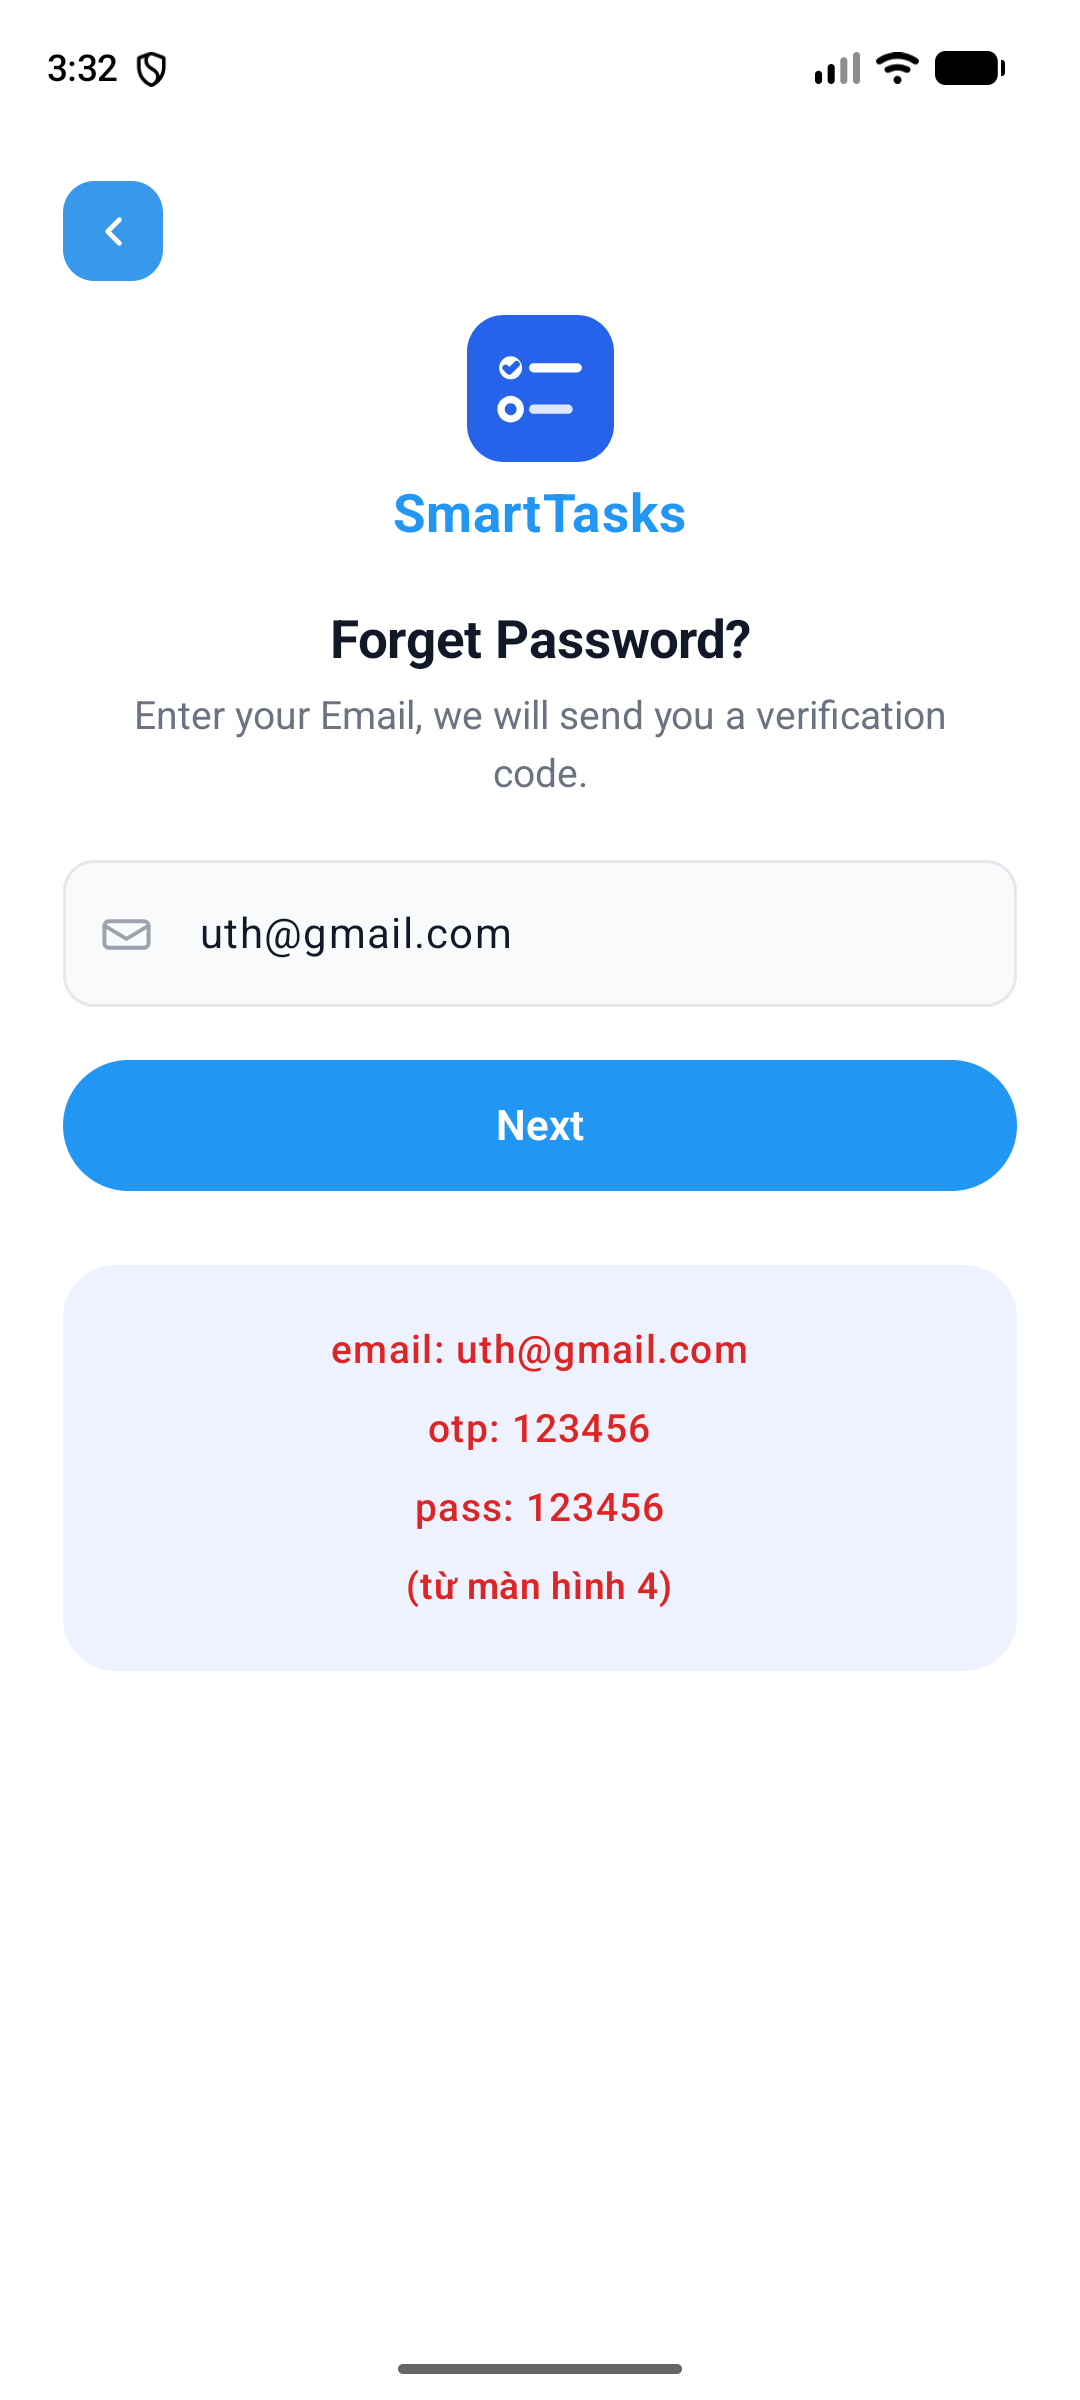 3:32
SmartTasks
Forget Password?
Enter your Email, we will send you a verification
code.
uth@gmail.com
Next
email: uth@gmail.com
otp: 123456
pass: 123456
(từ màn hình 4)